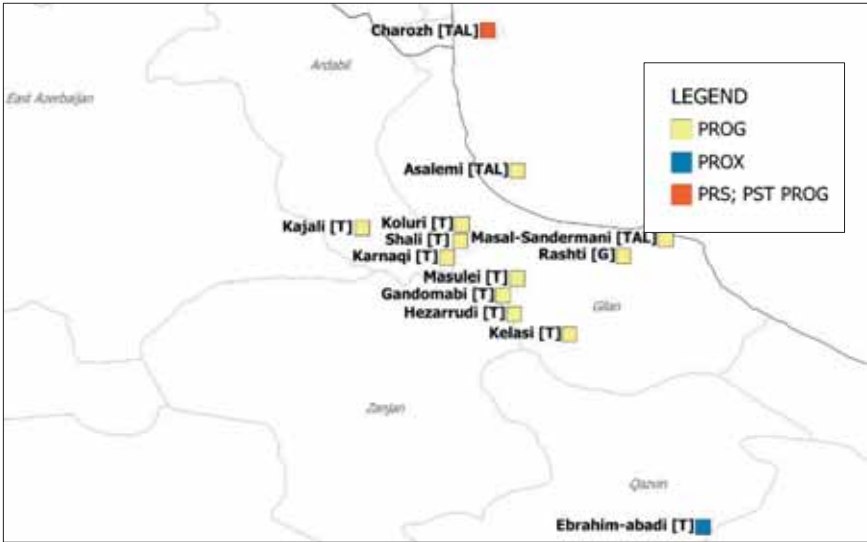 Charozh [TAL]
Ardabil
East Azerbaijan
LEGEND
PROG
PROX
PRS; PST PROG
Asalemi [TAL]
Kajali [T]
Koluri [T]
Shali [T]
Masal-Sandermani [TAL]
Karnaqi [T]
Rashti [G]
Masulei [T]
Gandomabi [T]
Hezarrudi [T]
Gilan
Kelasi [T]
Zanjan
Qazvin
Ebrahim-abadi [T]